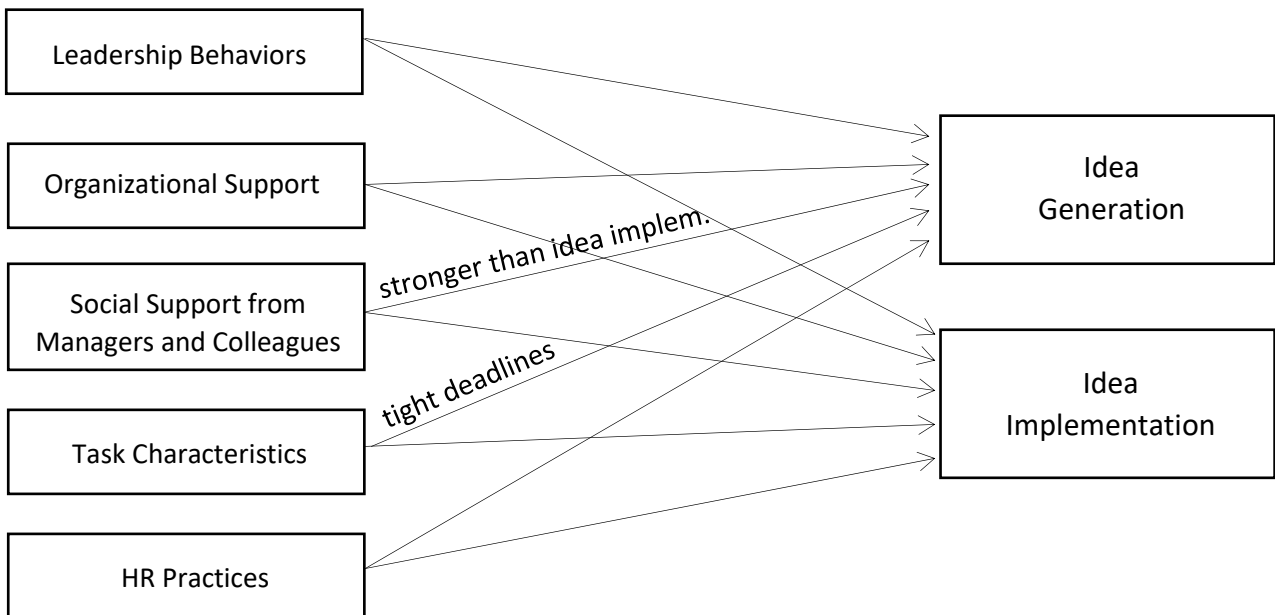 Leadership Behaviors
Organizational Support
Social Support from
Managers and Colleagues
Task Characteristics
HR Practices
stronger than idea implem.
tight deadlines
Idea
Generation
Idea
Implementation